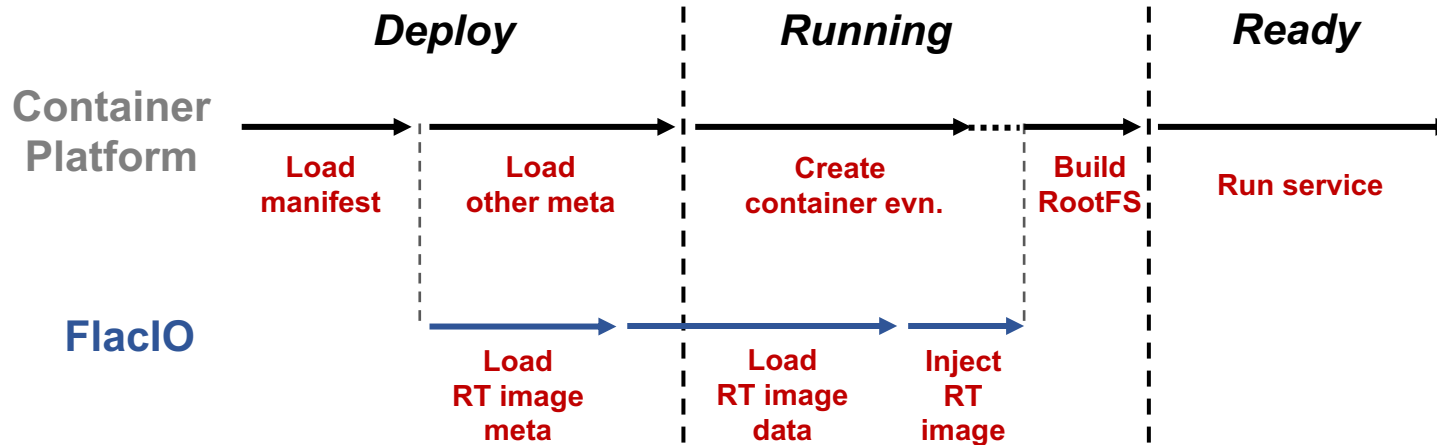 Deploy
Running
Ready
Container
Platform
Load
manifest
Load
other meta
Create
container evn.
Build
RootFS
Run service
FlacIO
Load
RT image
meta
Load
RT image
data
Inject
RT
image